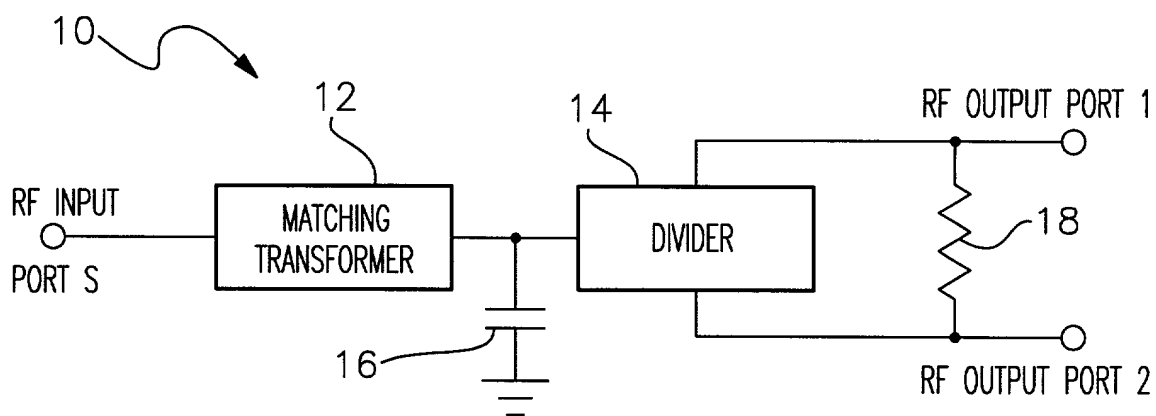 10
12
14
RF OUTPUT PORT 1
RF INPUT
PORT S
MATCHING
TRANSFORMER
DIVIDER
18
16
RF OUTPUT PORT 2